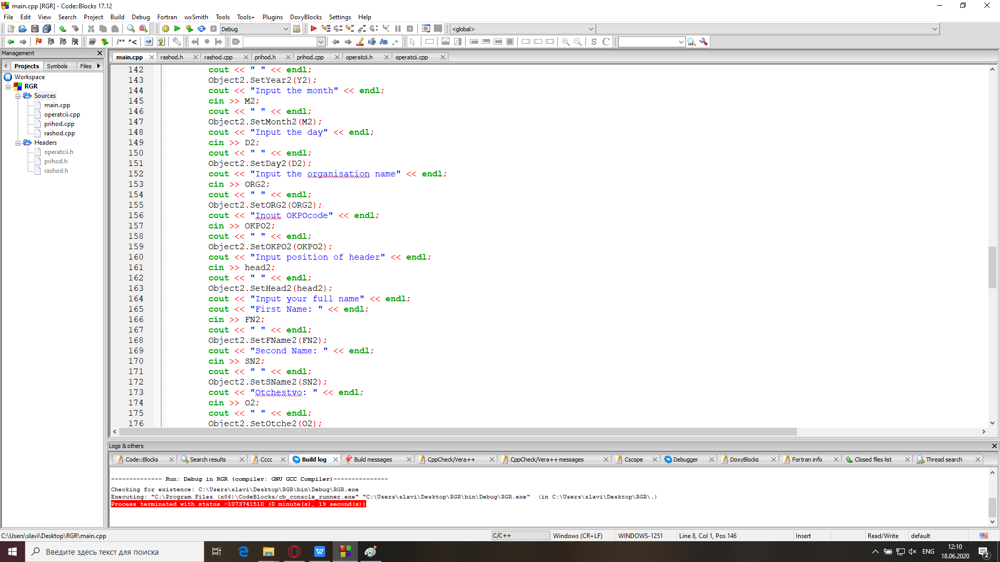 main.cpp [RGR] - Code::Blocks 17.12
File Edit View Search Project Build Debug Fortran wxSmith Tools Tools+ Plugins DoxyBlocks Settings Help
Debug <global>
/** *<
Management
Projects Symbols Files
Workspace
RGR
Sources
main.cpp
operatcii.cpp
prihod.cpp
rashod.cpp
Headers
operatcii.h
prihod.h
rashod.h
main.cpp rashod.h rashod.cpp prihod.h prihod.cpp operatcii.h operatcii.cpp
142 cout << " " << endl;
143 Object2.SetYear2(Y2);
144 cout << "Input the month" << endl;
145 cin >> M2;
146 cout << " " << endl;
147 Object2.SetMonth2(M2);
148 cout << "Input the day" << endl;
149 cin >> D2;
150 cout << " " << endl;
151 Object2.SetDay2(D2);
152 cout << "Input the organisation name" << endl;
153 cin >> ORG2;
154 cout << " " << endl;
155 Object2.SetORG2(ORG2);
156 cout << "Inout OKPOcode" << endl;
157 cin >> OKPO2;
158 cout << " " << endl;
159 Object2.SetOKPO2(OKPO2);
160 cout << "Input position of header" << endl;
161 cin >> head2;
162 cout << " " << endl;
163 Object2.SetHead2(head2);
164 cout << "Input your full name" << endl;
165 cout << "First Name: " << endl;
166 cin >> FN2;
167 cout << " " << endl;
168 Object2.SetFName2(FN2);
169 cout << "Second Name: " << endl;
170 cin >> SN2;
171 cout << " " << endl;
172 Object2.SetSName2(SN2);
173 cout << "Otchestvo: " << endl;
174 cin >> O2;
175 cout << " " << endl;
176 Object2.SetOtche2(O2);
Logs & others
Code::Blocks Search results Cccc Build log Build messages CppCheck/Vera++ CppCheck/Vera++ messages Cscope Debugger DoxyBlocks Fortran info Closed files list Thread search
-------------- Run: Debug in RGR (compiler: GNU GCC Compiler)---------------
Checking for existence: C:\Users\slavi\Desktop\RGR\bin\Debug\RGR.exe
Executing: "C:\Program Files (x86)\CodeBlocks/cb_console_runner.exe" "C:\Users\slavi\Desktop\RGR\bin\Debug\RGR.exe"  (in C:\Users\slavi\Desktop\RGR\.)
Process terminated with status -1073741510 (0 minute(s), 19 second(s))
C:\Users\slavi\Desktop\RGR\main.cpp C/C++ Windows (CR+LF) WINDOWS-1251 Line 8, Col 1, Pos 146 Insert Read/Write default
Введите здесь текст для поиска
ENG
12:10
18.06.2020
2